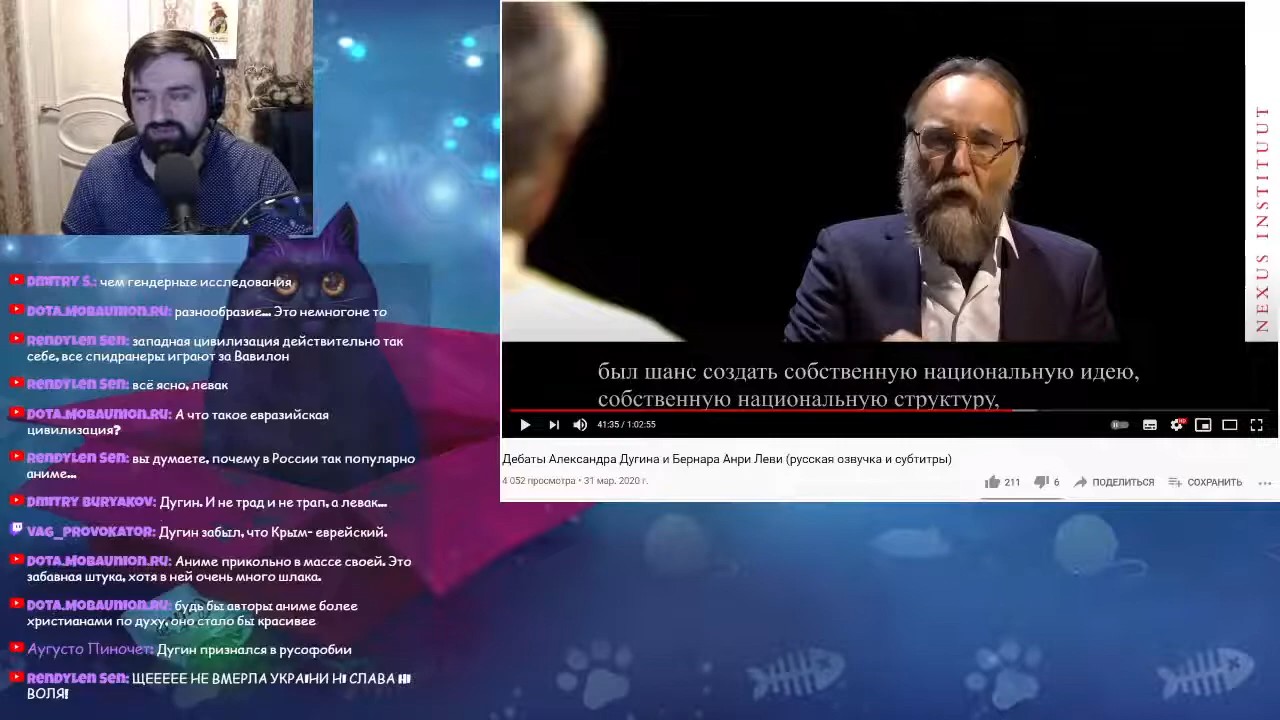 DMITRY S.: чем гендерные исследования
DOTA.MOBAUNION.RU: разнообразие... Это немногоне то
RENDYLEN SEN: западная цивилизация действительно так
себе, все спидранеры играют за Вавилон
RENDYLEN SEN: всё ясно, левак
DOTA.MOBAUNION.RU: А что такое евразийская
цивилизация?
RENDYLEN SEN: вы думаете, почему в России так популярно
аниме...
DMITRY BURYAKOV: Дугин. И не трад и не трап, а левак...
VAG_PROVOKATOR: Дугин забыл, что Крым- еврейский.
DOTA.MOBAUNION.RU: Аниме прикольно в массе своей. Это
забавная штука, хотя в ней очень много шлака.
DOTA.MOBAUNION.RU: будь бы авторы аниме более
христианами по духу, оно стало бы красивее
Аугусто Пиночет: Дугин признался в русофобии
RENDYLEN SEN: ЩЕЕЕЕЕ НЕ ВМЕРЛА УКРАЇНИ НІ СЛАВА НІ
ВОЛЯ!
NEXUS INSTITUUT
был шанс создать собственную национальную идею,
собственную национальную структуру,
41:35 / 1:02:55
HD
Дебаты Александра Дугина и Бернара Анри Леви (русская озвучка и субтитры)
4 052 просмотра • 31 мар. 2020 г.
211
6
ПОДЕЛИТЬСЯ
СОХРАНИТЬ